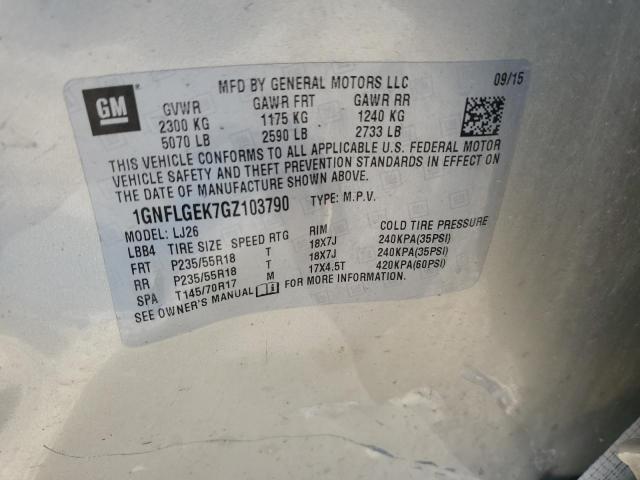 GM
MFD BY GENERAL MOTORS LLC 09/15
GVWR GAWR FRT GAWR RR
2300 KG 1175 KG 1240 KG
5070 LB 2590 LB 2733 LB
THIS VEHICLE CONFORMS TO ALL APPLICABLE U.S. FEDERAL MOTOR
VEHICLE SAFETY AND THEFT PREVENTION STANDARDS IN EFFECT ON
THE DATE OF MANUFACTURE SHOWN ABOVE.
1GNFLGEK7GZ103790 TYPE: M.P.V.
MODEL: LJ26
LBB4 TIRE SIZE SPEED RTG RIM COLD TIRE PRESSURE
FRT P235/55R18 T 18X7J 240KPA(35PSI)
RR P235/55R18 T 18X7J 240KPA(35PSI)
SPA T145/70R17 M 17X4.5T 420KPA(60PSI)
SEE OWNER'S MANUAL FOR MORE INFORMATION.